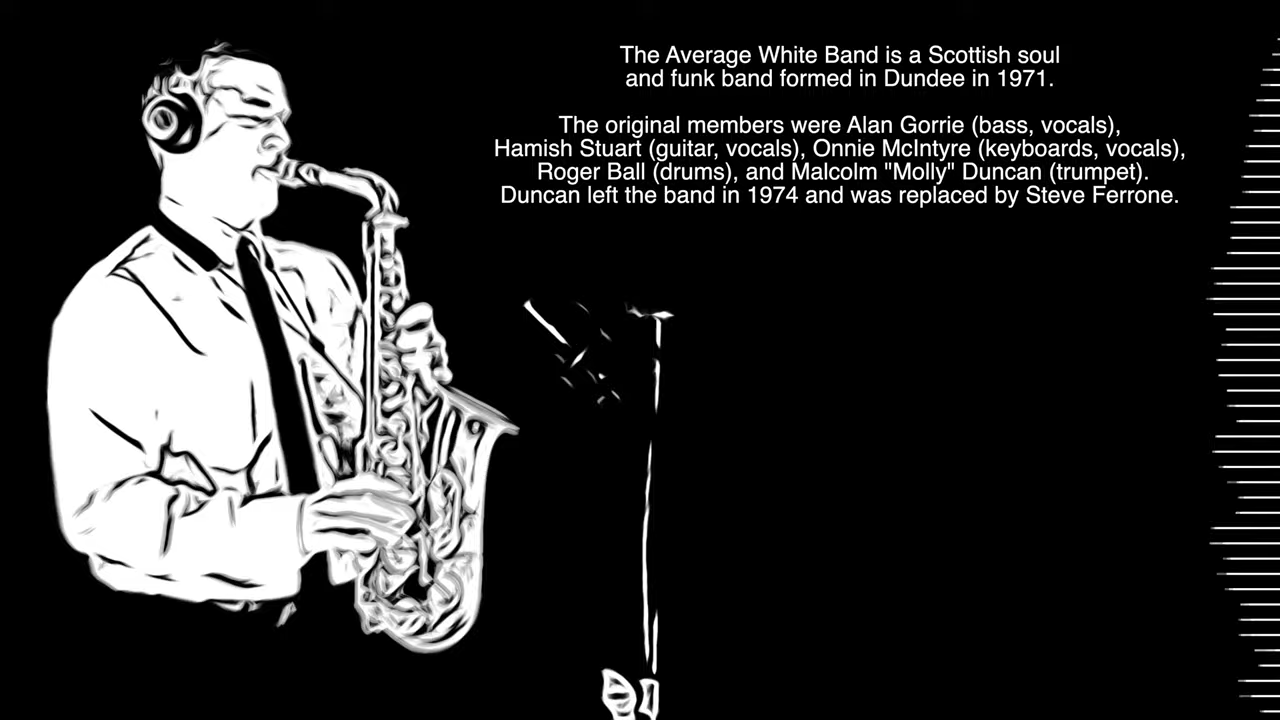 The Average White Band is a Scottish soul
and funk band formed in Dundee in 1971.
The original members were Alan Gorrie (bass, vocals),
Hamish Stuart (guitar, vocals), Onnie McIntyre (keyboards, vocals),
Roger Ball (drums), and Malcolm "Molly" Duncan (trumpet).
Duncan left the band in 1974 and was replaced by Steve Ferrone.